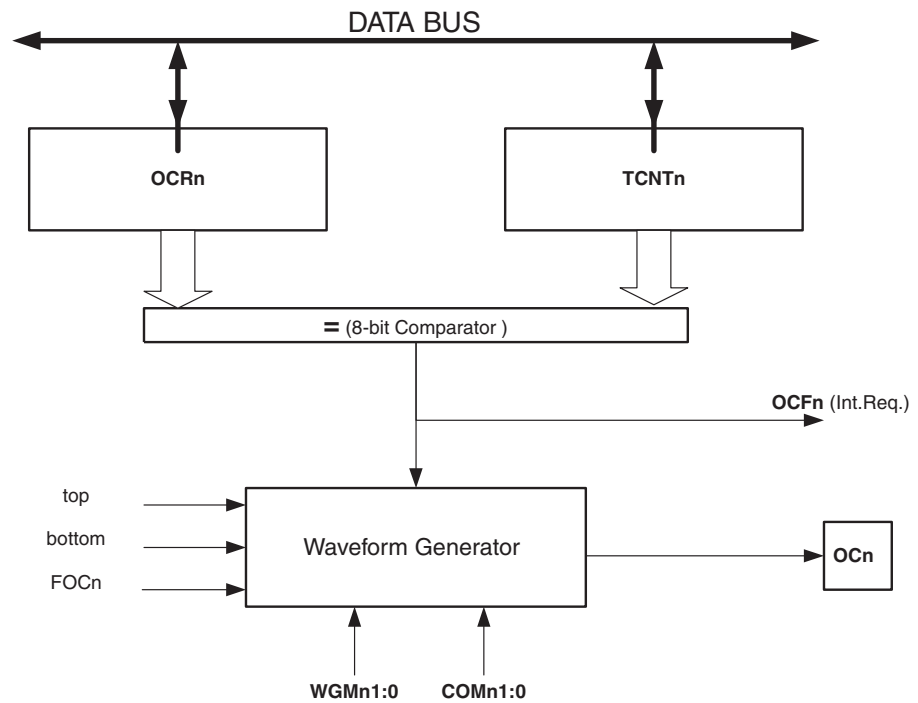 DATA BUS
OCRn
TCNTn
= (8-bit Comparator )
OCFn (Int.Req.)
top
bottom
FOCn
Waveform Generator
OCn
WGMn1:0
COMn1:0